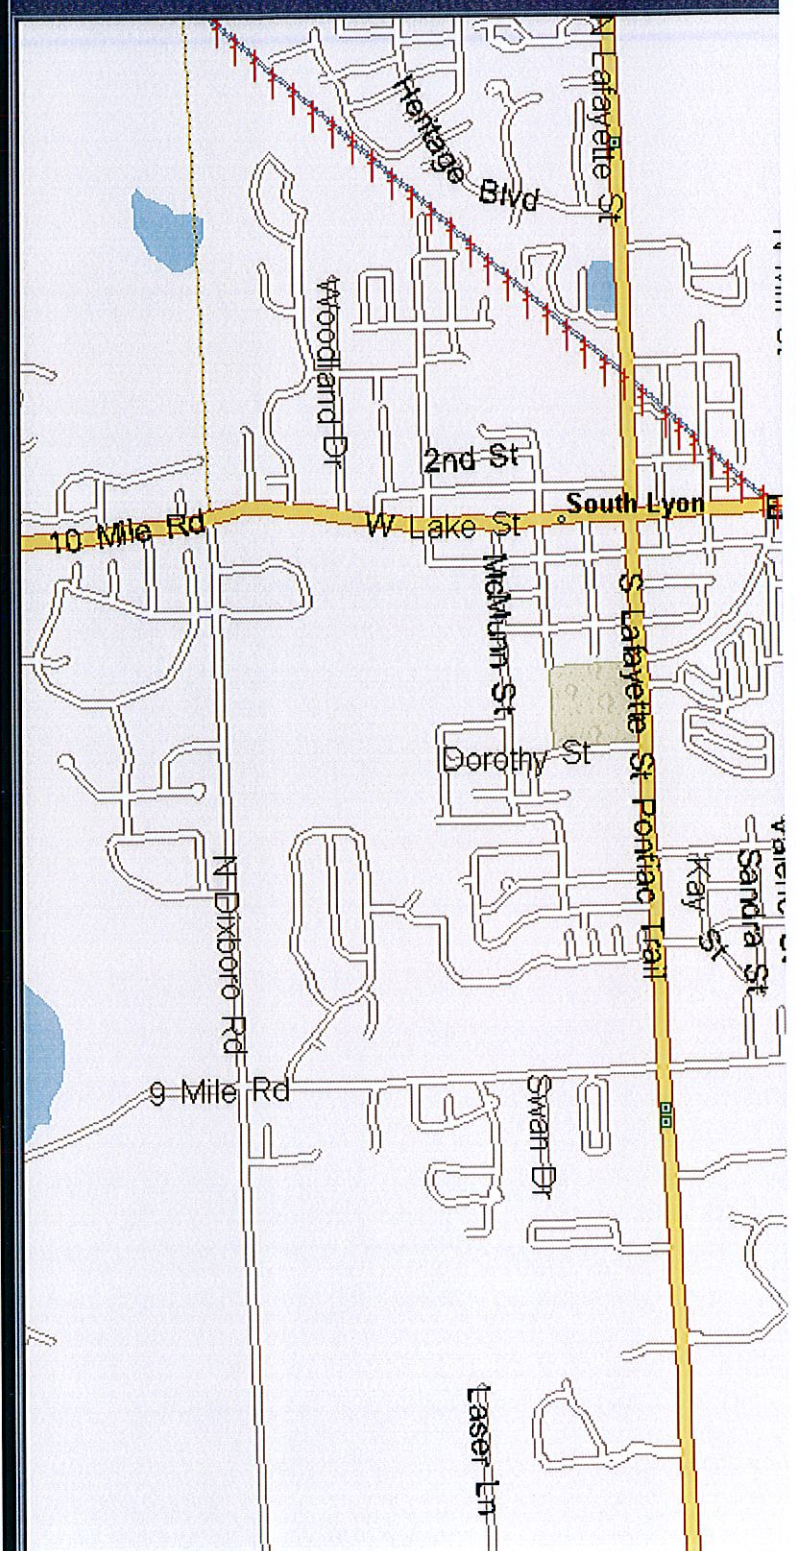 N Lafayette St
Heritage Blvd
Woodland Dr
2nd St
South Lyon
10 Mile Rd
W Lake St
McMunn St
S Lafayette St
Dorothy St
Pontiac Trail
Kay St
Sandra St
N Dixboro Rd
9 Mile Rd
Swan Dr
Laser Ln